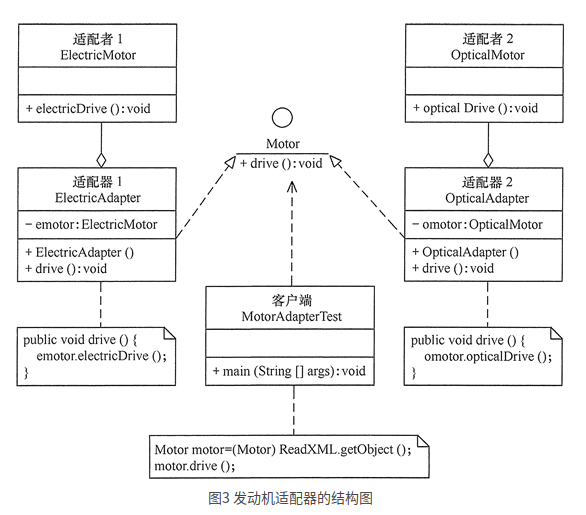 适配者 1
ElectricMotor
+ electricDrive ():void
适配者 2
OpticalMotor
+ optical Drive ():void
Motor
+ drive ():void
适配器 1
ElectricAdapter
− emotor:ElectricMotor
+ ElectricAdapter ()
+ drive ():void
适配器 2
OpticalAdapter
− omotor:OpticalMotor
+ OpticalAdapter ()
+ drive ():void
客户端
MotorAdapterTest
+ main (String [] args):void
public void drive () {
emotor.electricDrive ();
}
public void drive () {
omotor.opticalDrive ();
}
Motor motor=(Motor) ReadXML.getObject ();
motor.drive ();
图3 发动机适配器的结构图